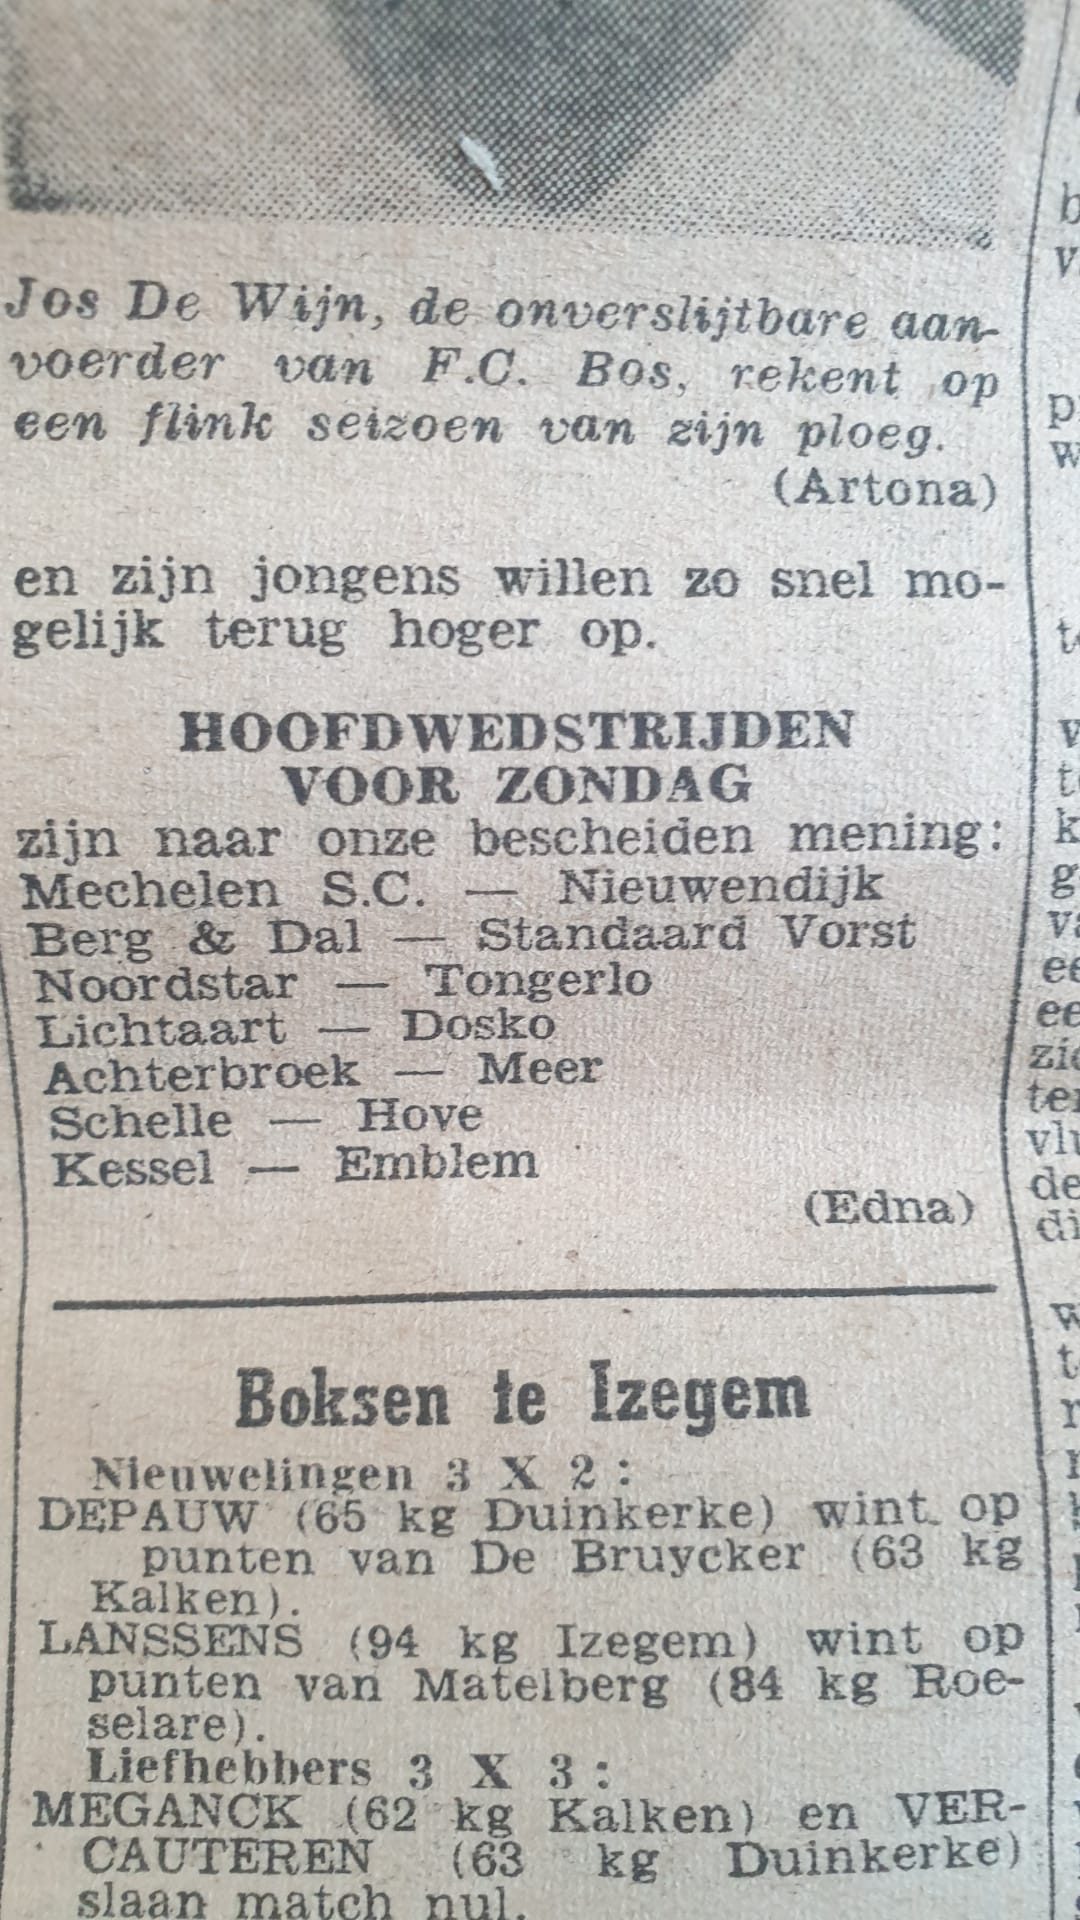 Jos De Wijn, de onverslijtbare aan-
voerder van F.C. Bos, rekent op
een flink seizoen van zijn ploeg.
(Artona)
en zijn jongens willen zo snel mo-
gelijk terug hoger op.
HOOFDWEDSTRIJDEN
VOOR ZONDAG
zijn naar onze bescheiden mening:
Mechelen S.C. — Nieuwendijk
Berg & Dal — Standaard Vorst
Noordstar — Tongerlo
Lichtaart — Dosko
Achterbroek — Meer
Schelle — Hove
Kessel — Emblem
(Edna)
Boksen te Izegem
Nieuwelingen 3 X 2 :
DEPAUW (65 kg Duinkerke) wint op
punten van De Bruycker (63 kg
Kalken).
LANSSENS (94 kg Izegem) wint op
punten van Matelberg (84 kg Roe-
selare).
Liefhebbers 3 X 3 :
MEGANCK (62 kg Kalken) en VER-
CAUTEREN (63 kg Duinkerke)
slaan match nul.